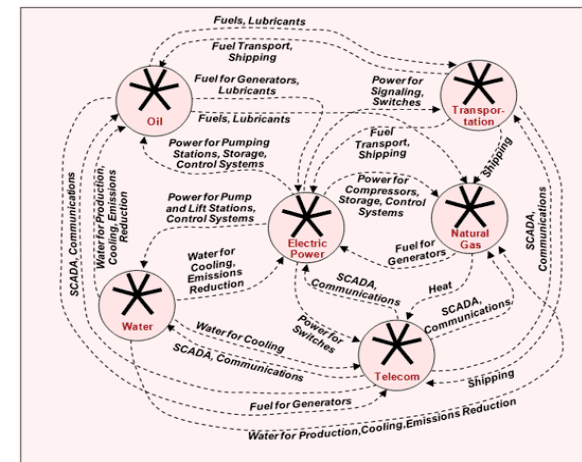 Fuels, Lubricants
Fuel Transport,
Shipping
Fuel for Generators,
Lubricants
Power for
Signaling,
Switches
Oil
Transpor-
tation
Fuels, Lubricants
Fuel
Transport,
Shipping
Shipping
Power for Pumping
Stations, Storage,
Control Systems
Power for
Compressors,
Storage, Control
Systems
SCADA, Communications
Water for Production,
Cooling, Emissions
Reduction
SCADA,
Communications
Power for Pump
and Lift Stations,
Control Systems
Electric
Power
Natural
Gas
Water for
Cooling,
Emissions
Reduction
Fuel for
Generators
SCADA,
Communications
Heat
SCADA,
Communications
Water
Water for Cooling
Power for
Switches
SCADA, Communications
Telecom
Shipping
Fuel for Generators
Water for Production,Cooling,Emissions Reduction